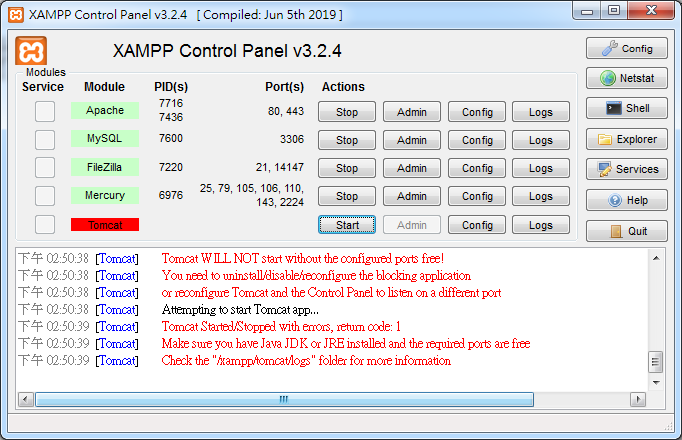 XAMPP Control Panel v3.2.4 [ Compiled: Jun 5th 2019 ]
XAMPP Control Panel v3.2.4
Config
Modules
Service Module PID(s) Port(s) Actions
Netstat
Apache 7716 7436 80, 443 Stop Admin Config Logs
Shell
MySQL 7600 3306 Stop Admin Config Logs
Explorer
FileZilla 7220 21, 14147 Stop Admin Config Logs
Services
Mercury 6976 25, 79, 105, 106, 110, 143, 2224 Stop Admin Config Logs
Help
Tomcat Start Admin Config Logs
Quit
下午 02:50:38 [Tomcat] Tomcat WILL NOT start without the configured ports free!
下午 02:50:38 [Tomcat] You need to uninstall/disable/reconfigure the blocking application
下午 02:50:38 [Tomcat] or reconfigure Tomcat and the Control Panel to listen on a different port
下午 02:50:38 [Tomcat] Attempting to start Tomcat app...
下午 02:50:39 [Tomcat] Tomcat Started/Stopped with errors, return code: 1
下午 02:50:39 [Tomcat] Make sure you have Java JDK or JRE installed and the required ports are free
下午 02:50:39 [Tomcat] Check the "/xampp/tomcat/logs" folder for more information